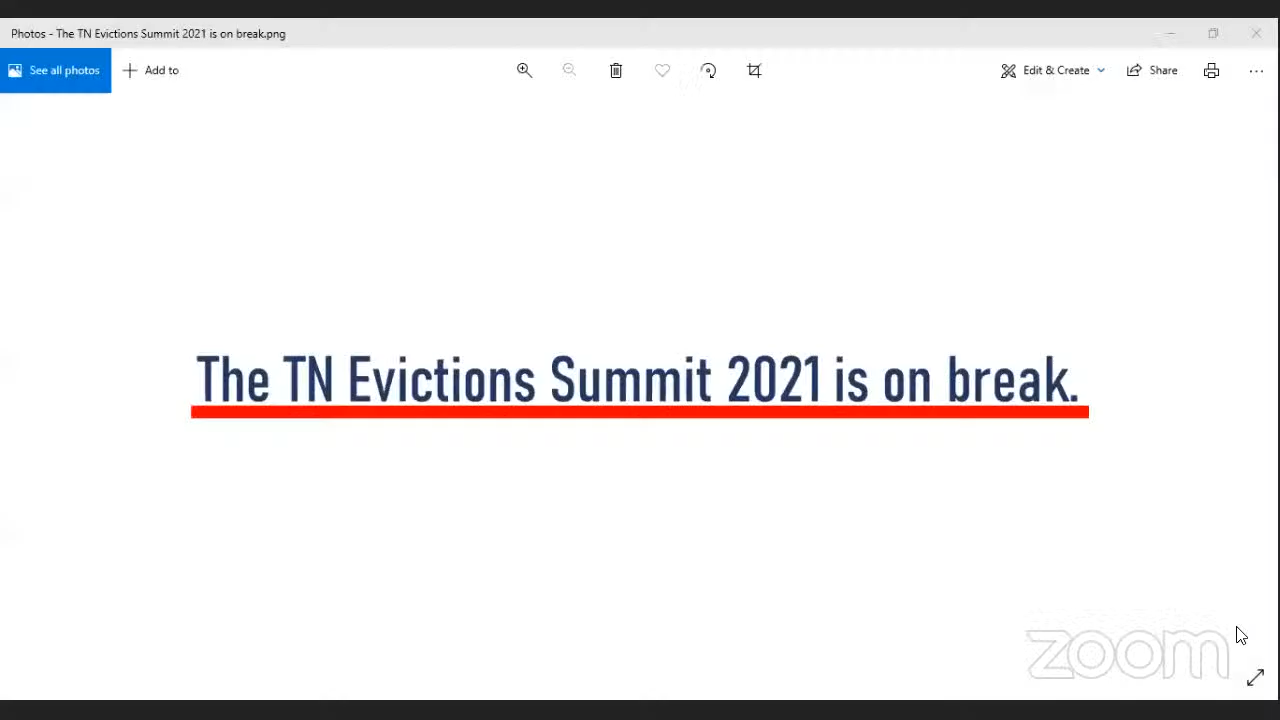 Photos - The TN Evictions Summit 2021 is on break.png
See all photos
Add to
Edit & Create
Share
The TN Evictions Summit 2021 is on break.
zoom